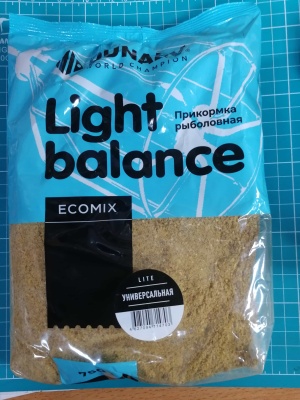 DUNAEV
WORLD CHAMPION
Light
balance
Прикормка
рыболовная
ECOMIX
LITE
УНИВЕРСАЛЬНАЯ